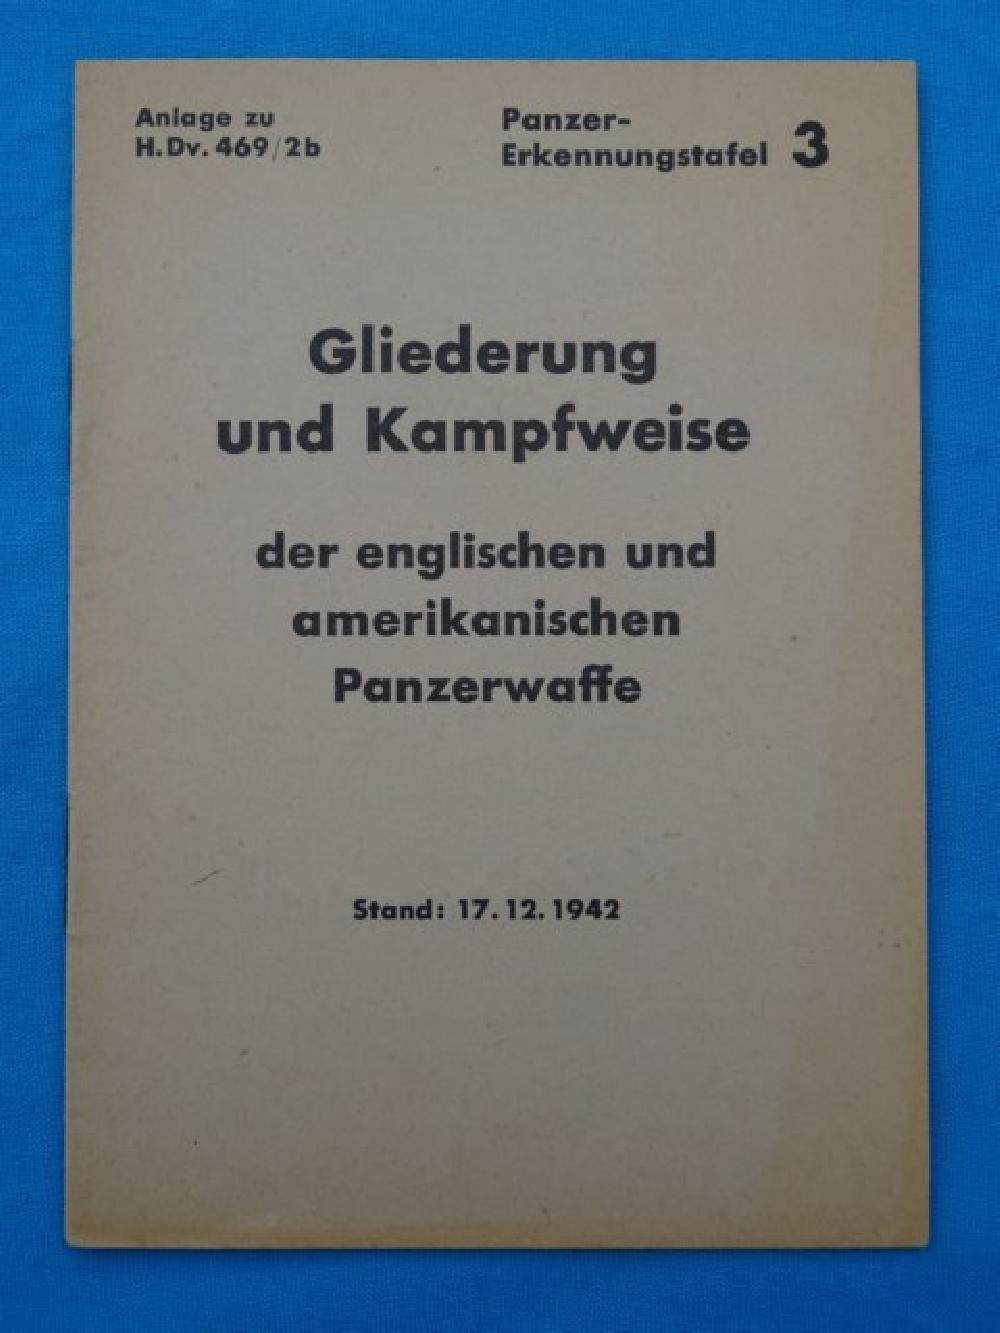 Anlage zu
H.Dv. 469/2b
Panzer-
Erkennungstafel 3
Gliederung
und Kampfweise
der englischen und
amerikanischen
Panzerwaffe
Stand: 17.12.1942